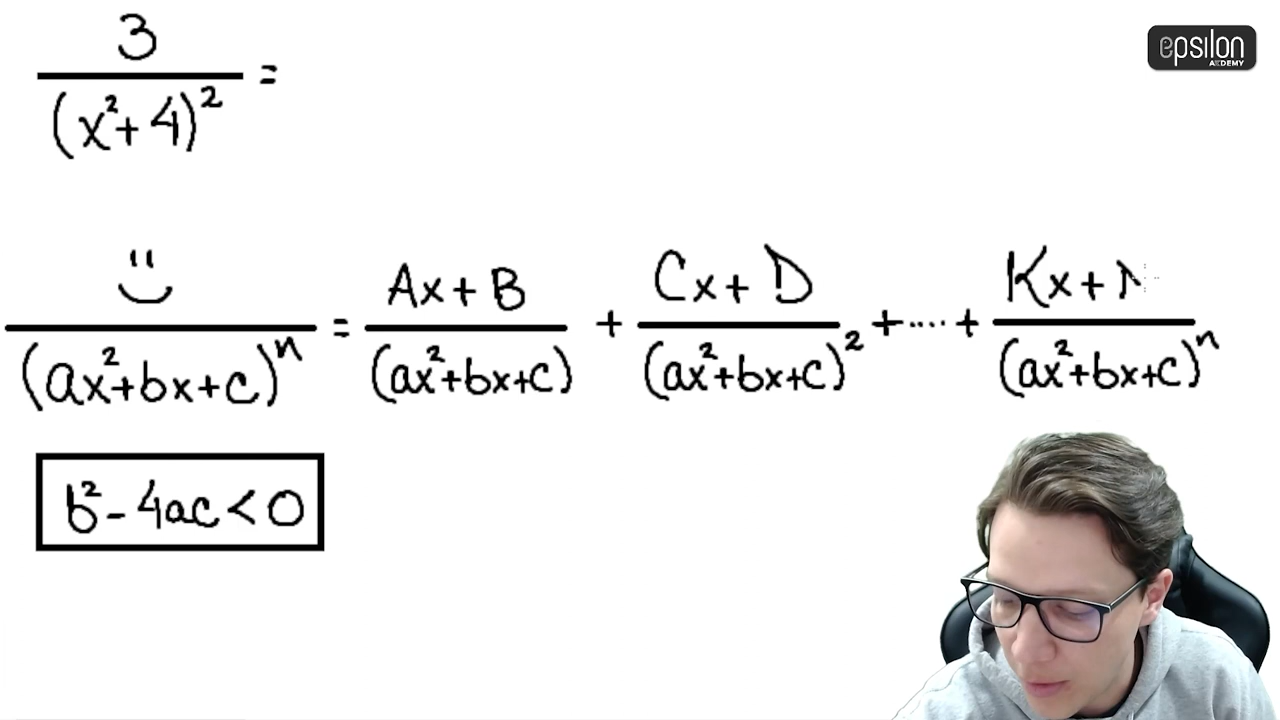 epsilon
AKADEMY
3
(x²+4)² =
(ax²+bx+c)ⁿ = Ax+B/(ax²+bx+c) + Cx+D/(ax²+bx+c)² +....+ Kx+/(ax²+bx+c)ⁿ
b²-4ac<0